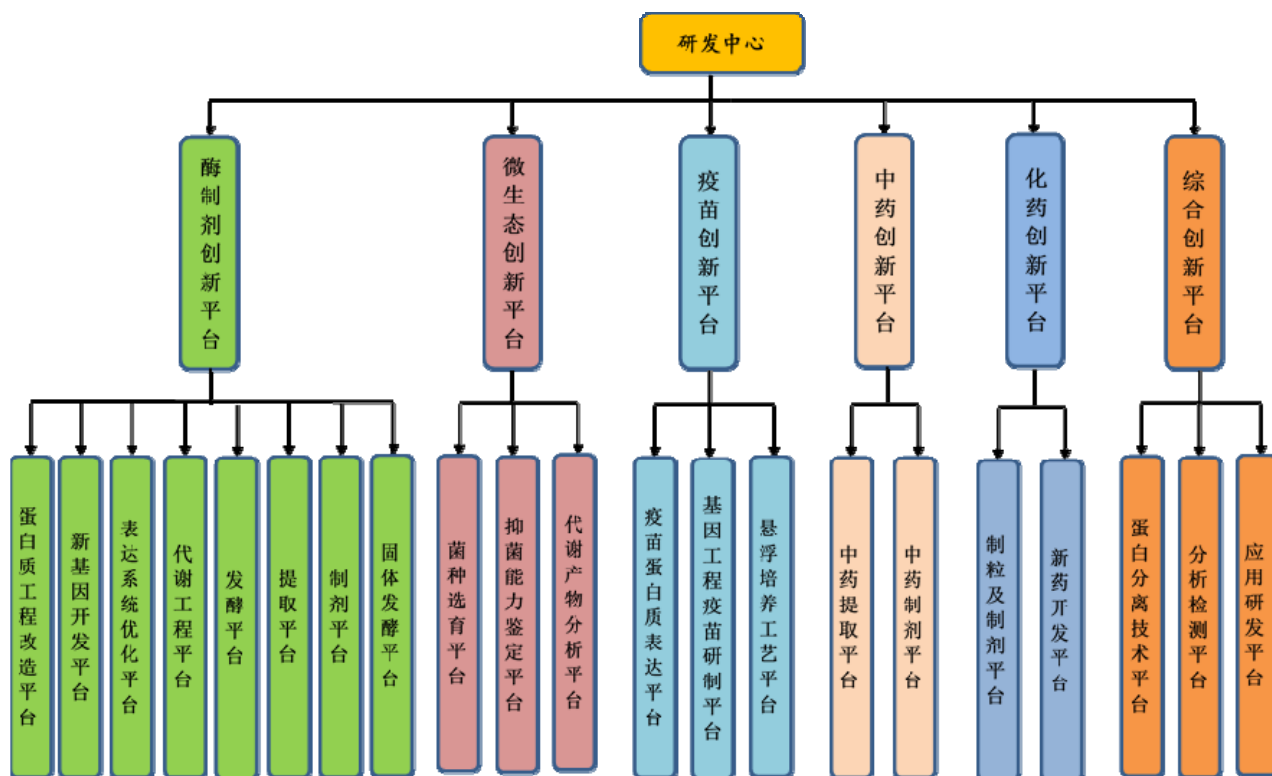 研发中心
酶制剂创新平台
微生态创新平台
疫苗创新平台
中药创新平台
化药创新平台
综合创新平台
蛋白质工程改造平台
新基因开发平台
表达系统优化平台
代谢工程平台
发酵平台
提取平台
制剂平台
固体发酵平台
菌种选育平台
抑菌能力鉴定平台
代谢产物分析平台
疫苗蛋白质表达平台
基因工程疫苗研制平台
悬浮培养工艺平台
中药提取平台
中药制剂平台
制粒及制剂平台
新药开发平台
蛋白分离技术平台
分析检测平台
应用研发平台